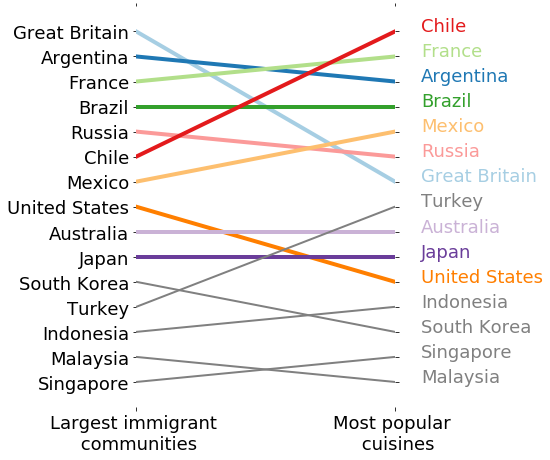 Great Britain
Argentina
France
Brazil
Russia
Chile
Mexico
United States
Australia
Japan
South Korea
Turkey
Indonesia
Malaysia
Singapore
Chile
France
Argentina
Brazil
Mexico
Russia
Great Britain
Turkey
Australia
Japan
United States
Indonesia
South Korea
Singapore
Malaysia
Largest immigrant
communities
Most popular
cuisines